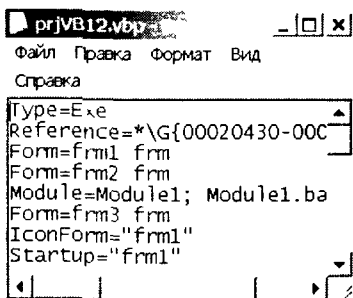 prjVB12.vbp
Файл Правка Формат Вид
Справка
Type=Exe
Reference=*\G{00020430-00C
Form=frm1 frm
Form=frm2 frm
Module=Module1; Module1.ba
Form=frm3 frm
IconForm="frm1"
Startup="frm1"